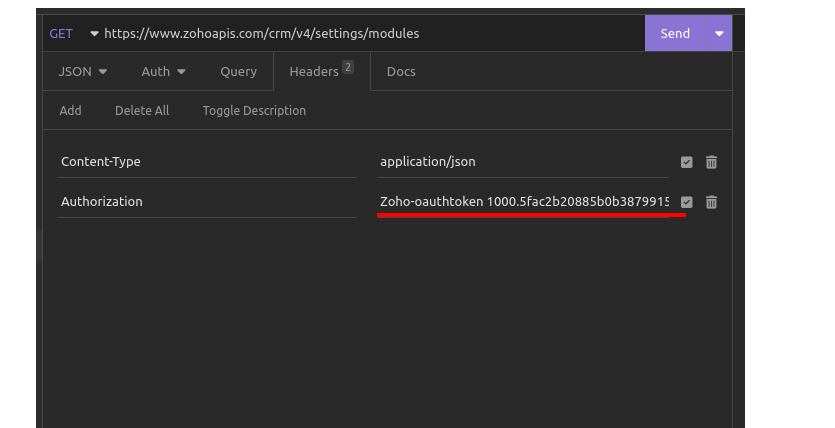 GET https://www.zohoapis.com/crm/v4/settings/modules Send
JSON Auth Query Headers 2 Docs
Add Delete All Toggle Description
Content-Type application/json
Authorization Zoho-oauthtoken 1000.5fac2b20885b0b3879915